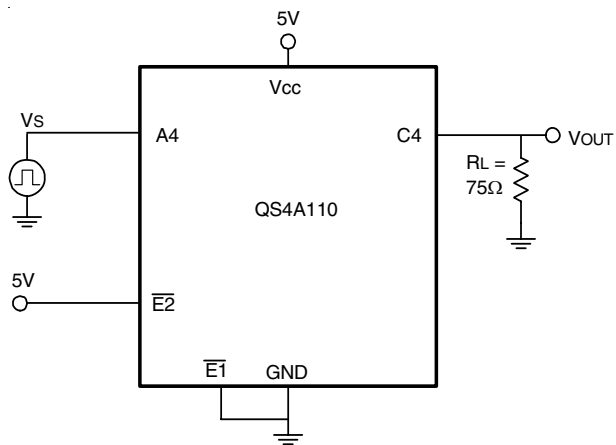 5V
Vcc
VS
A4
C4
VOUT
RL =
75Ω
QS4A110
5V
E2
E1
GND